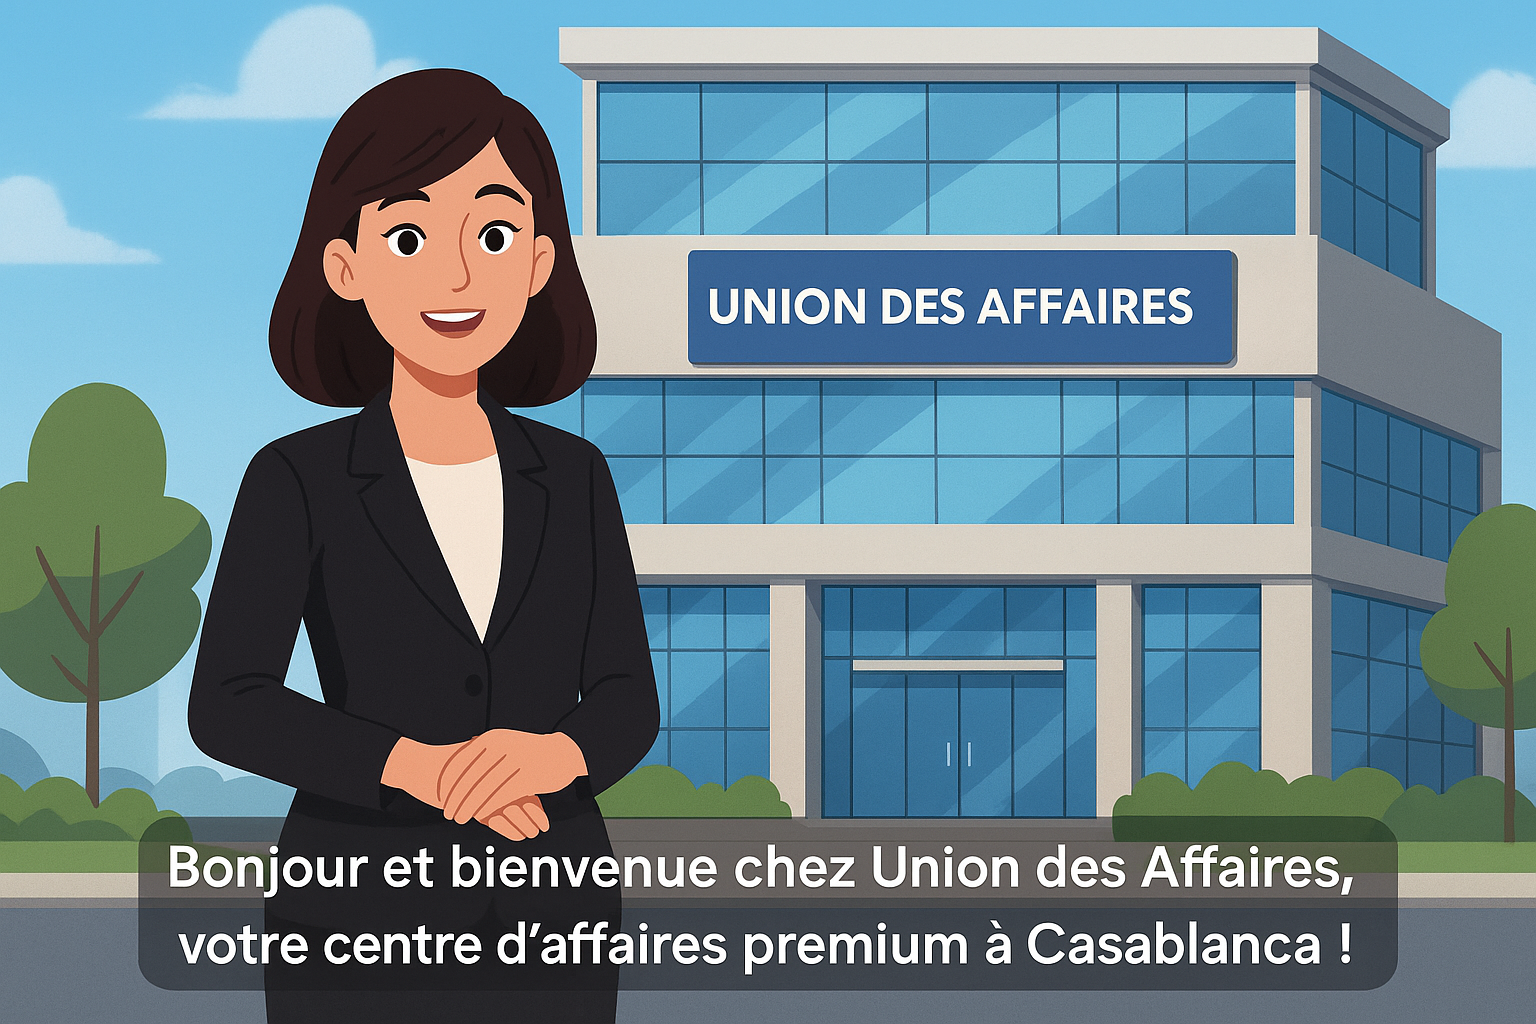 UNION DES AFFAIRES
Bonjour et bienvenue chez Union des Affaires,
votre centre d’affaires premium à Casablanca !